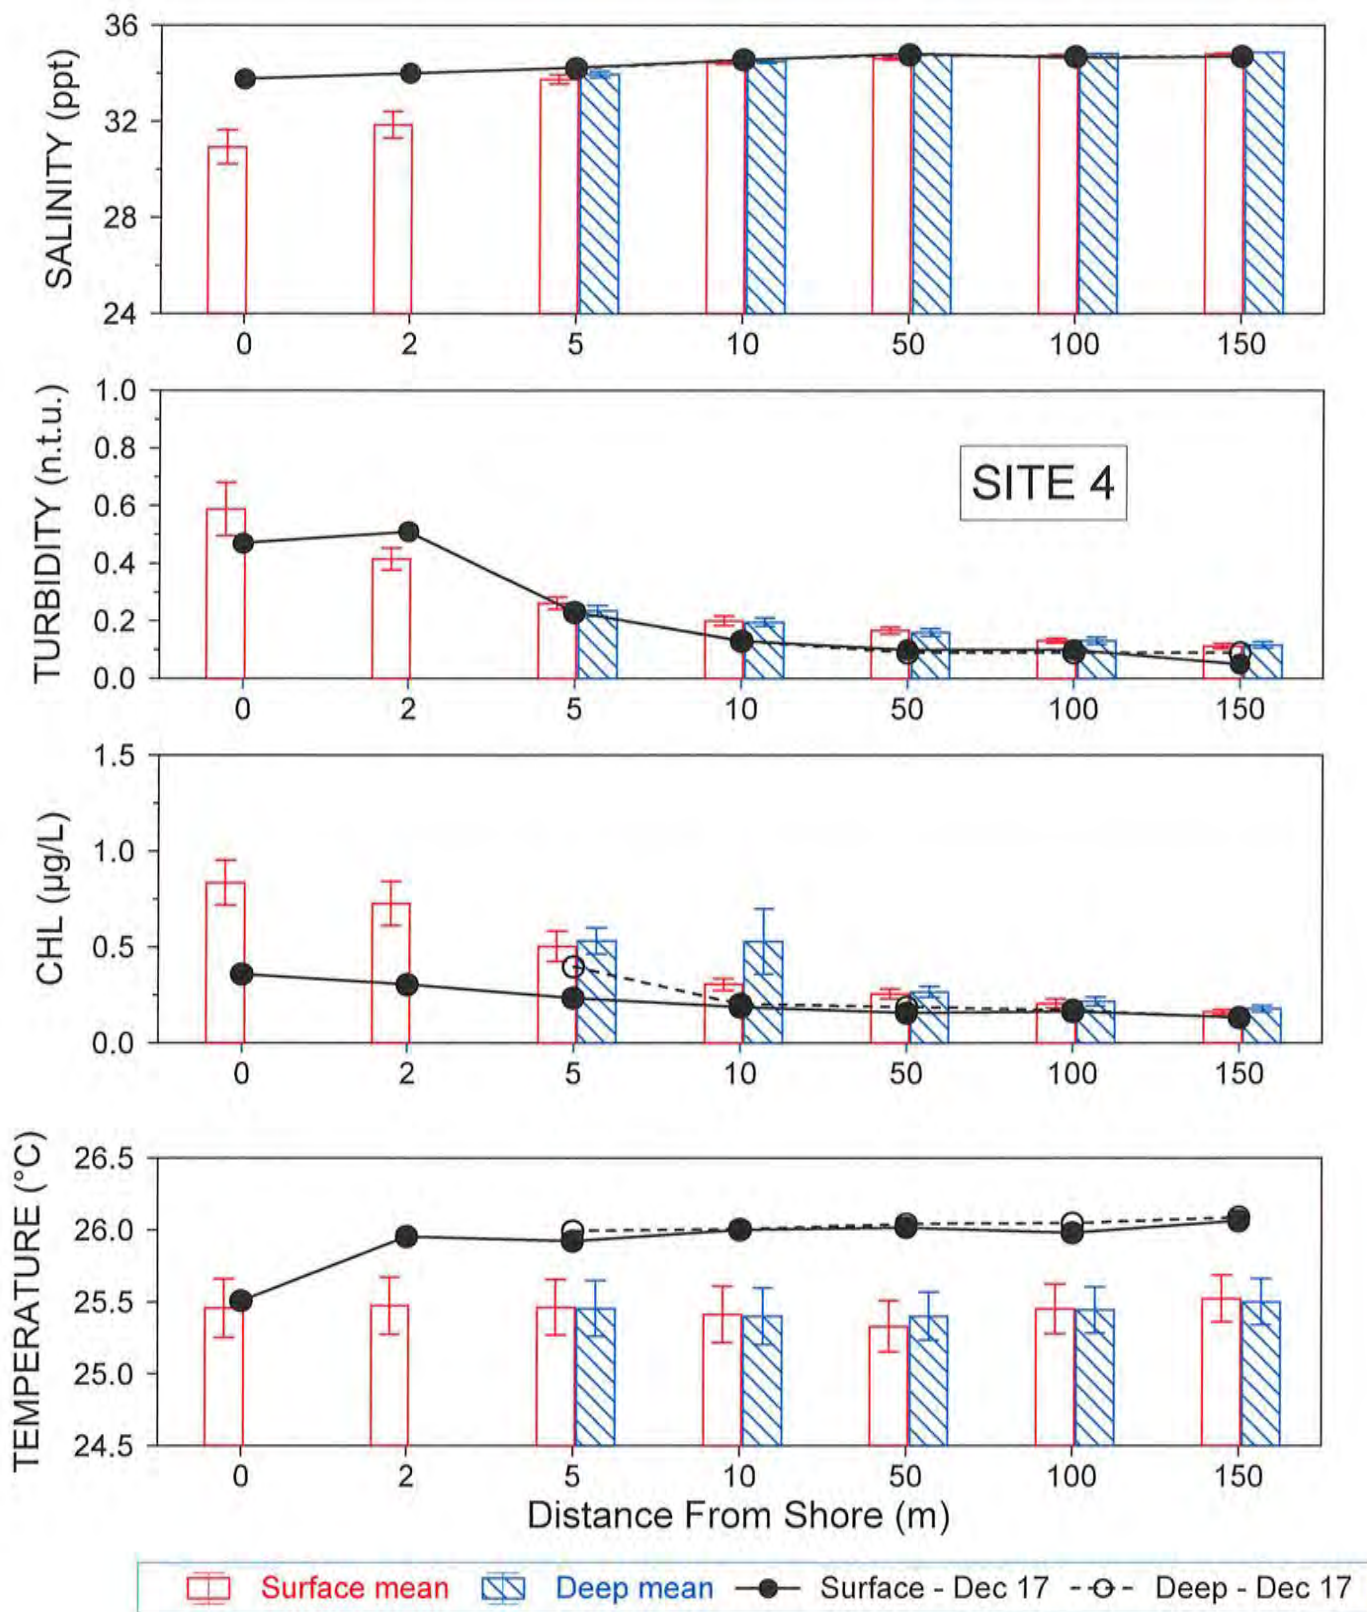 SALINITY (ppt)
36
32
28
24
0 2 5 10 50 100 150
TURBIDITY (n.t.u.)
1.0
0.8
0.6
0.4
0.2
0.0
SITE 4
0 2 5 10 50 100 150
CHL (µg/L)
1.5
1.0
0.5
0.0
0 2 5 10 50 100 150
TEMPERATURE (°C)
26.5
26.0
25.5
25.0
24.5
0 2 5 10 50 100 150
Distance From Shore (m)
Surface mean Deep mean Surface - Dec 17 Deep - Dec 17